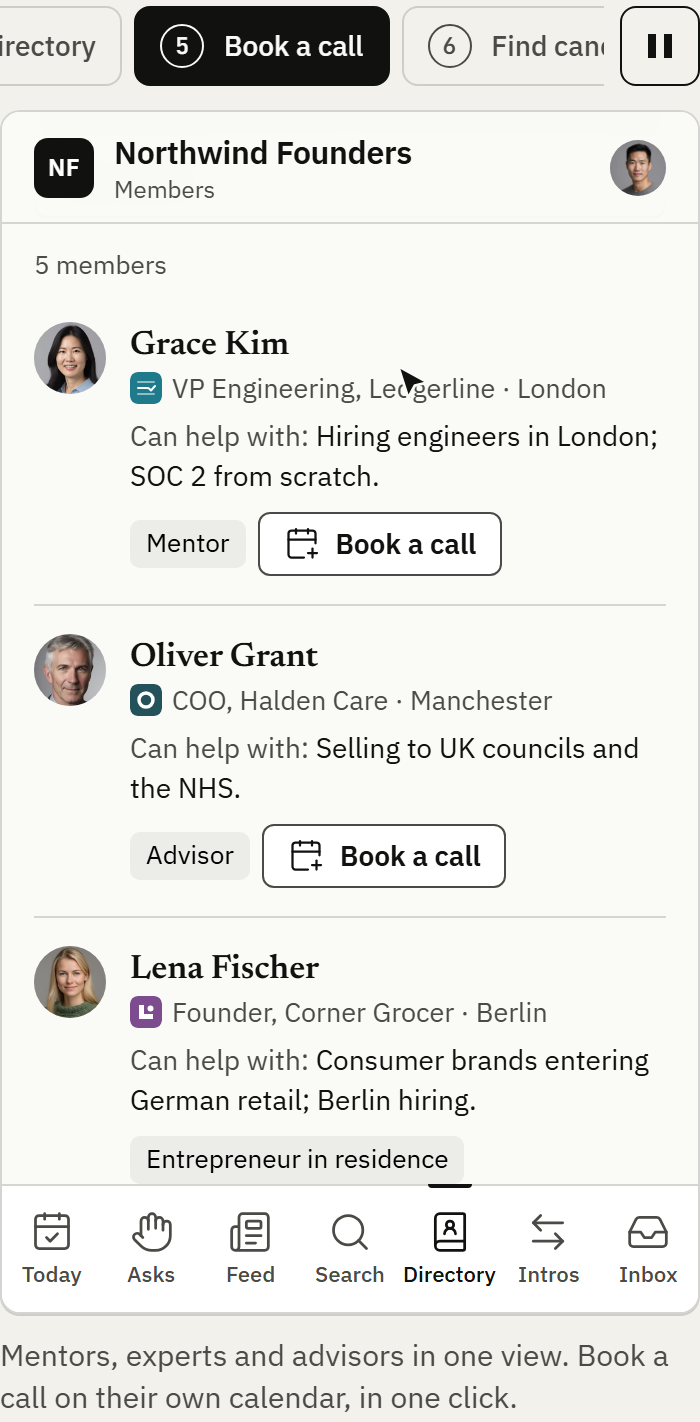 irectory
5 Book a call
6 Find canc
NF
Northwind Founders
Members
5 members
Grace Kim
VP Engineering, Ledgerline · London
Can help with: Hiring engineers in London;
SOC 2 from scratch.
Mentor
Book a call
Oliver Grant
COO, Halden Care · Manchester
Can help with: Selling to UK councils and
the NHS.
Advisor
Book a call
Lena Fischer
Founder, Corner Grocer · Berlin
Can help with: Consumer brands entering
German retail; Berlin hiring.
Entrepreneur in residence
Today Asks Feed Search Directory Intros Inbox
Mentors, experts and advisors in one view. Book a
call on their own calendar, in one click.